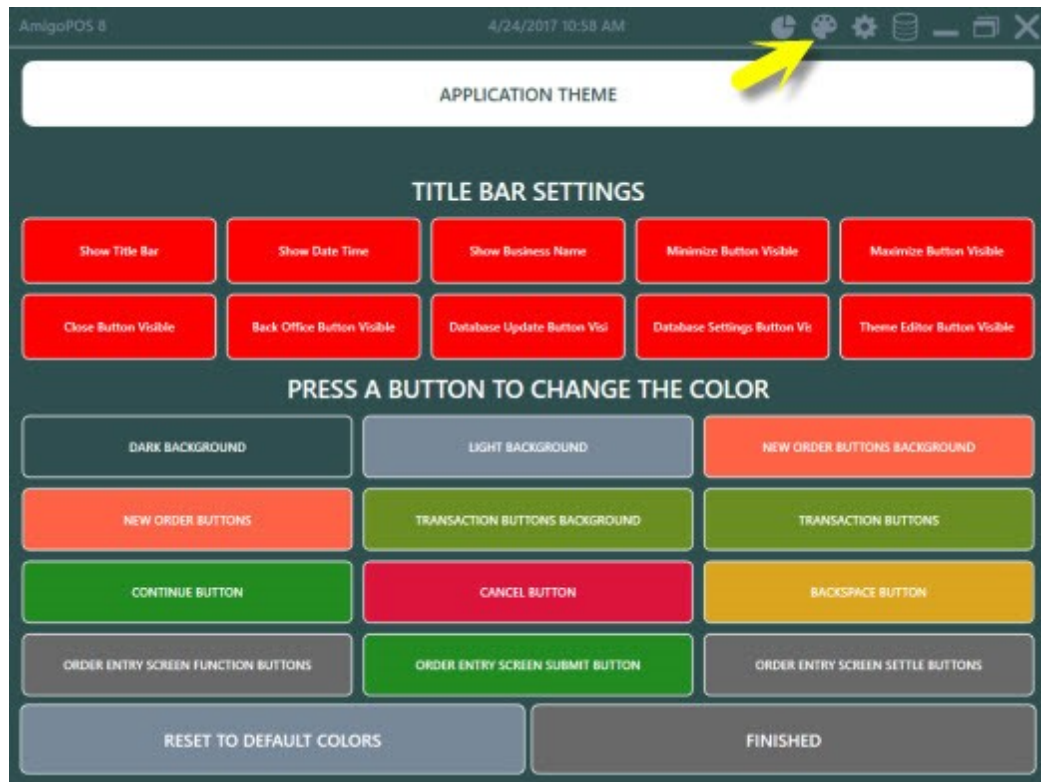 AmigoPOS 8 4/24/2017 10:58 AM
APPLICATION THEME
TITLE BAR SETTINGS
Show Title Bar Show Date Time Show Business Name Minimize Button Visible Maximize Button Visible
Close Button Visible Back Office Button Visible Database Update Button Visi Database Settings Button Vis Theme Editor Button Visible
PRESS A BUTTON TO CHANGE THE COLOR
DARK BACKGROUND LIGHT BACKGROUND NEW ORDER BUTTONS BACKGROUND
NEW ORDER BUTTONS TRANSACTION BUTTONS BACKGROUND TRANSACTION BUTTONS
CONTINUE BUTTON CANCEL BUTTON BACKSPACE BUTTON
ORDER ENTRY SCREEN FUNCTION BUTTONS ORDER ENTRY SCREEN SUBMIT BUTTON ORDER ENTRY SCREEN SETTLE BUTTONS
RESET TO DEFAULT COLORS FINISHED